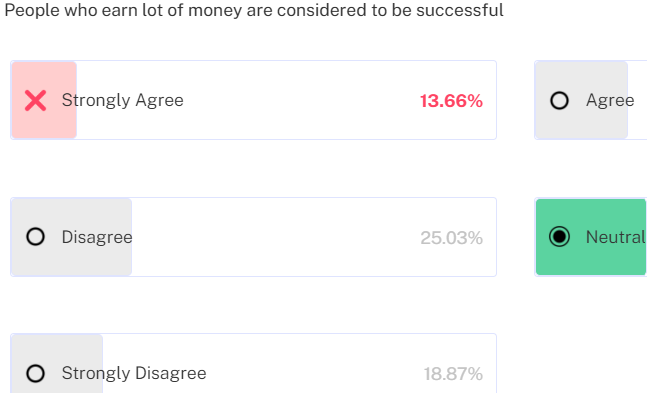 People who earn lot of money are considered to be successful
Strongly Agree 13.66%
Agree
Disagree 25.03%
Neutral
Strongly Disagree 18.87%